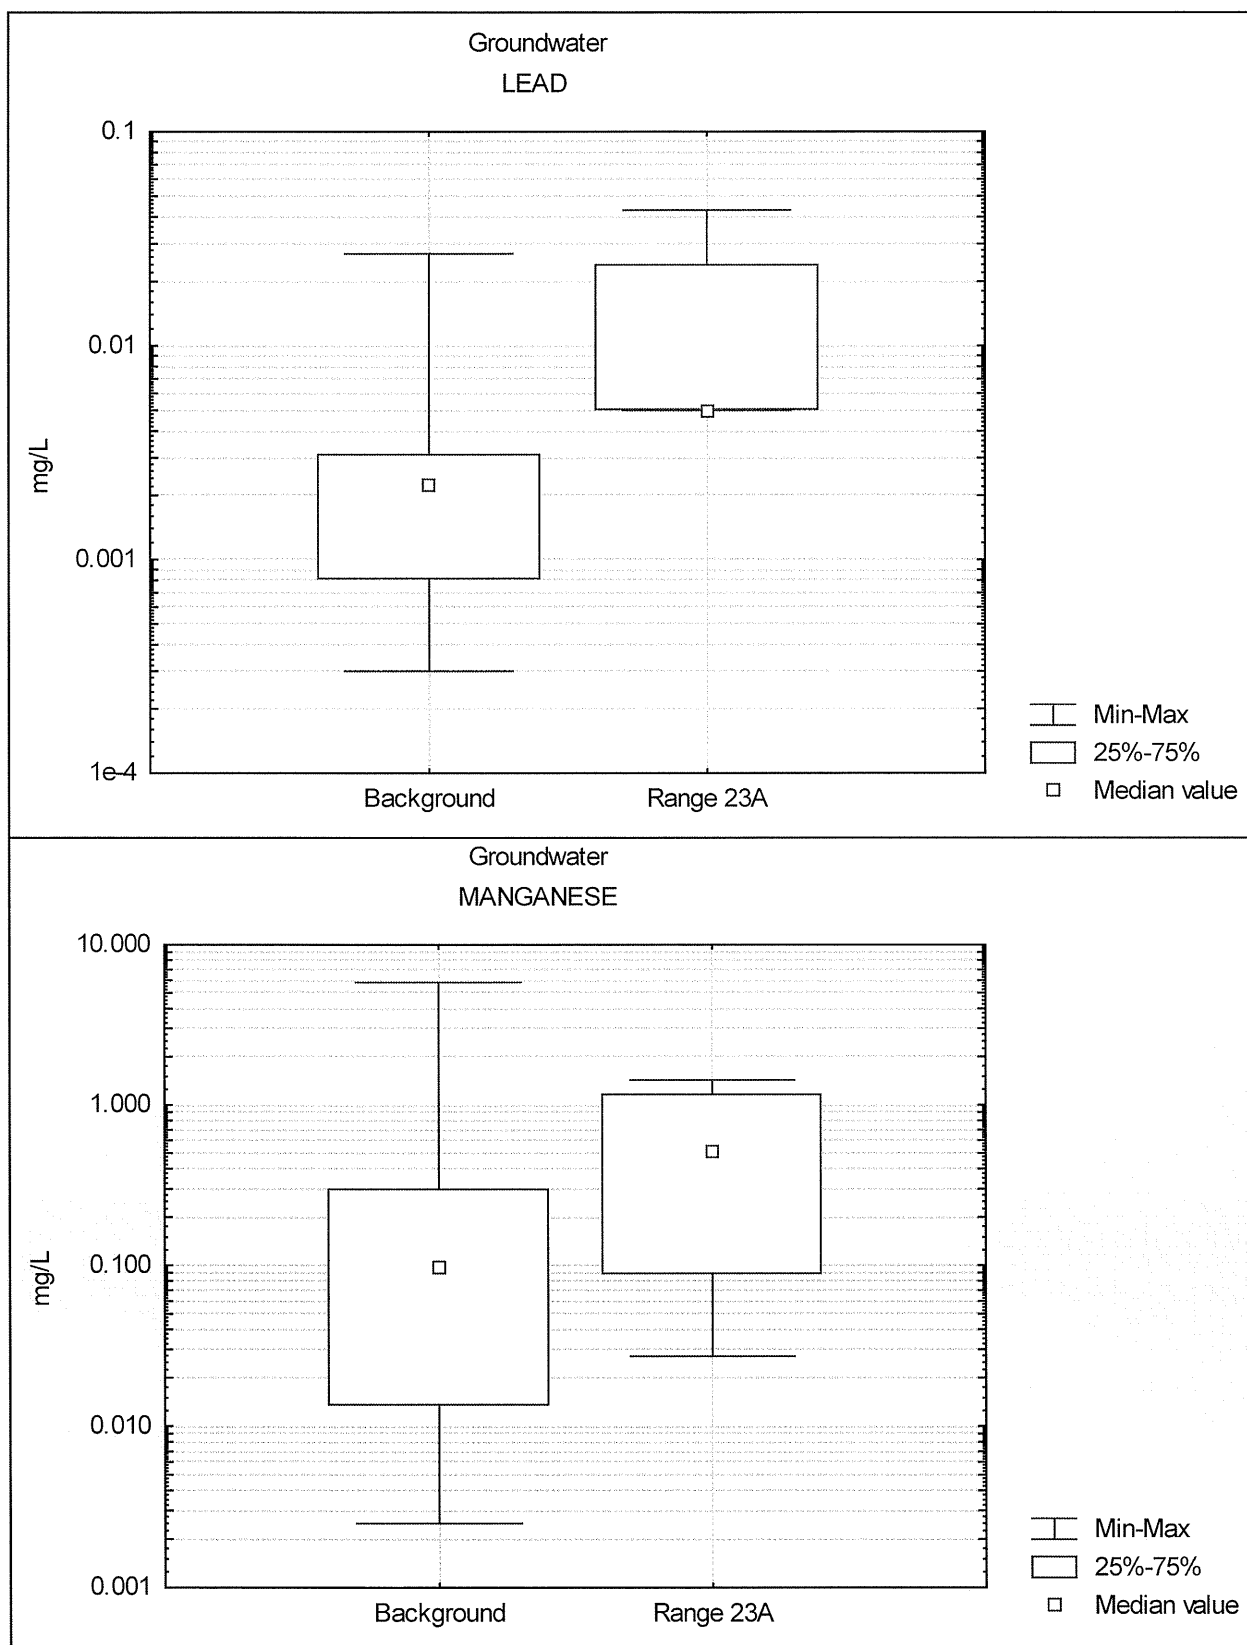 Groundwater
LEAD
0.1
0.01
0.001
1e-4
mg/L
Background Range 23A
Min-Max
25%-75%
Median value
Groundwater
MANGANESE
10.000
1.000
0.100
0.010
0.001
mg/L
Background Range 23A
Min-Max
25%-75%
Median value